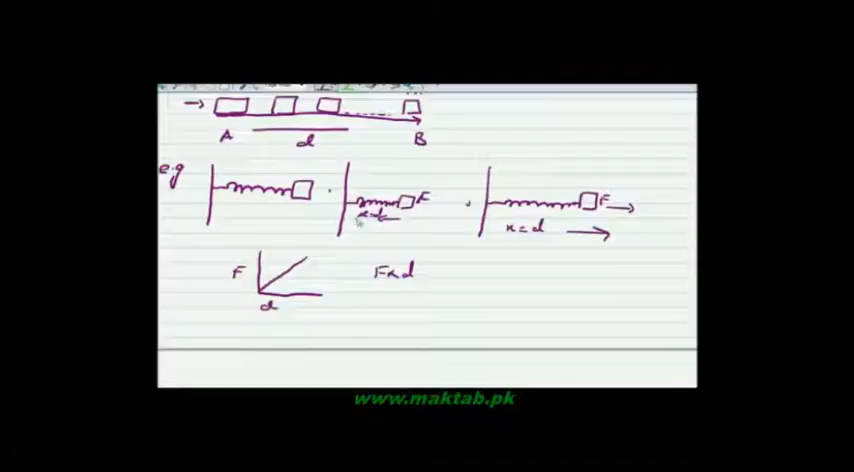 A d B
e.g
F F
x=d x=d
F F∝d
d
www.maktab.pk